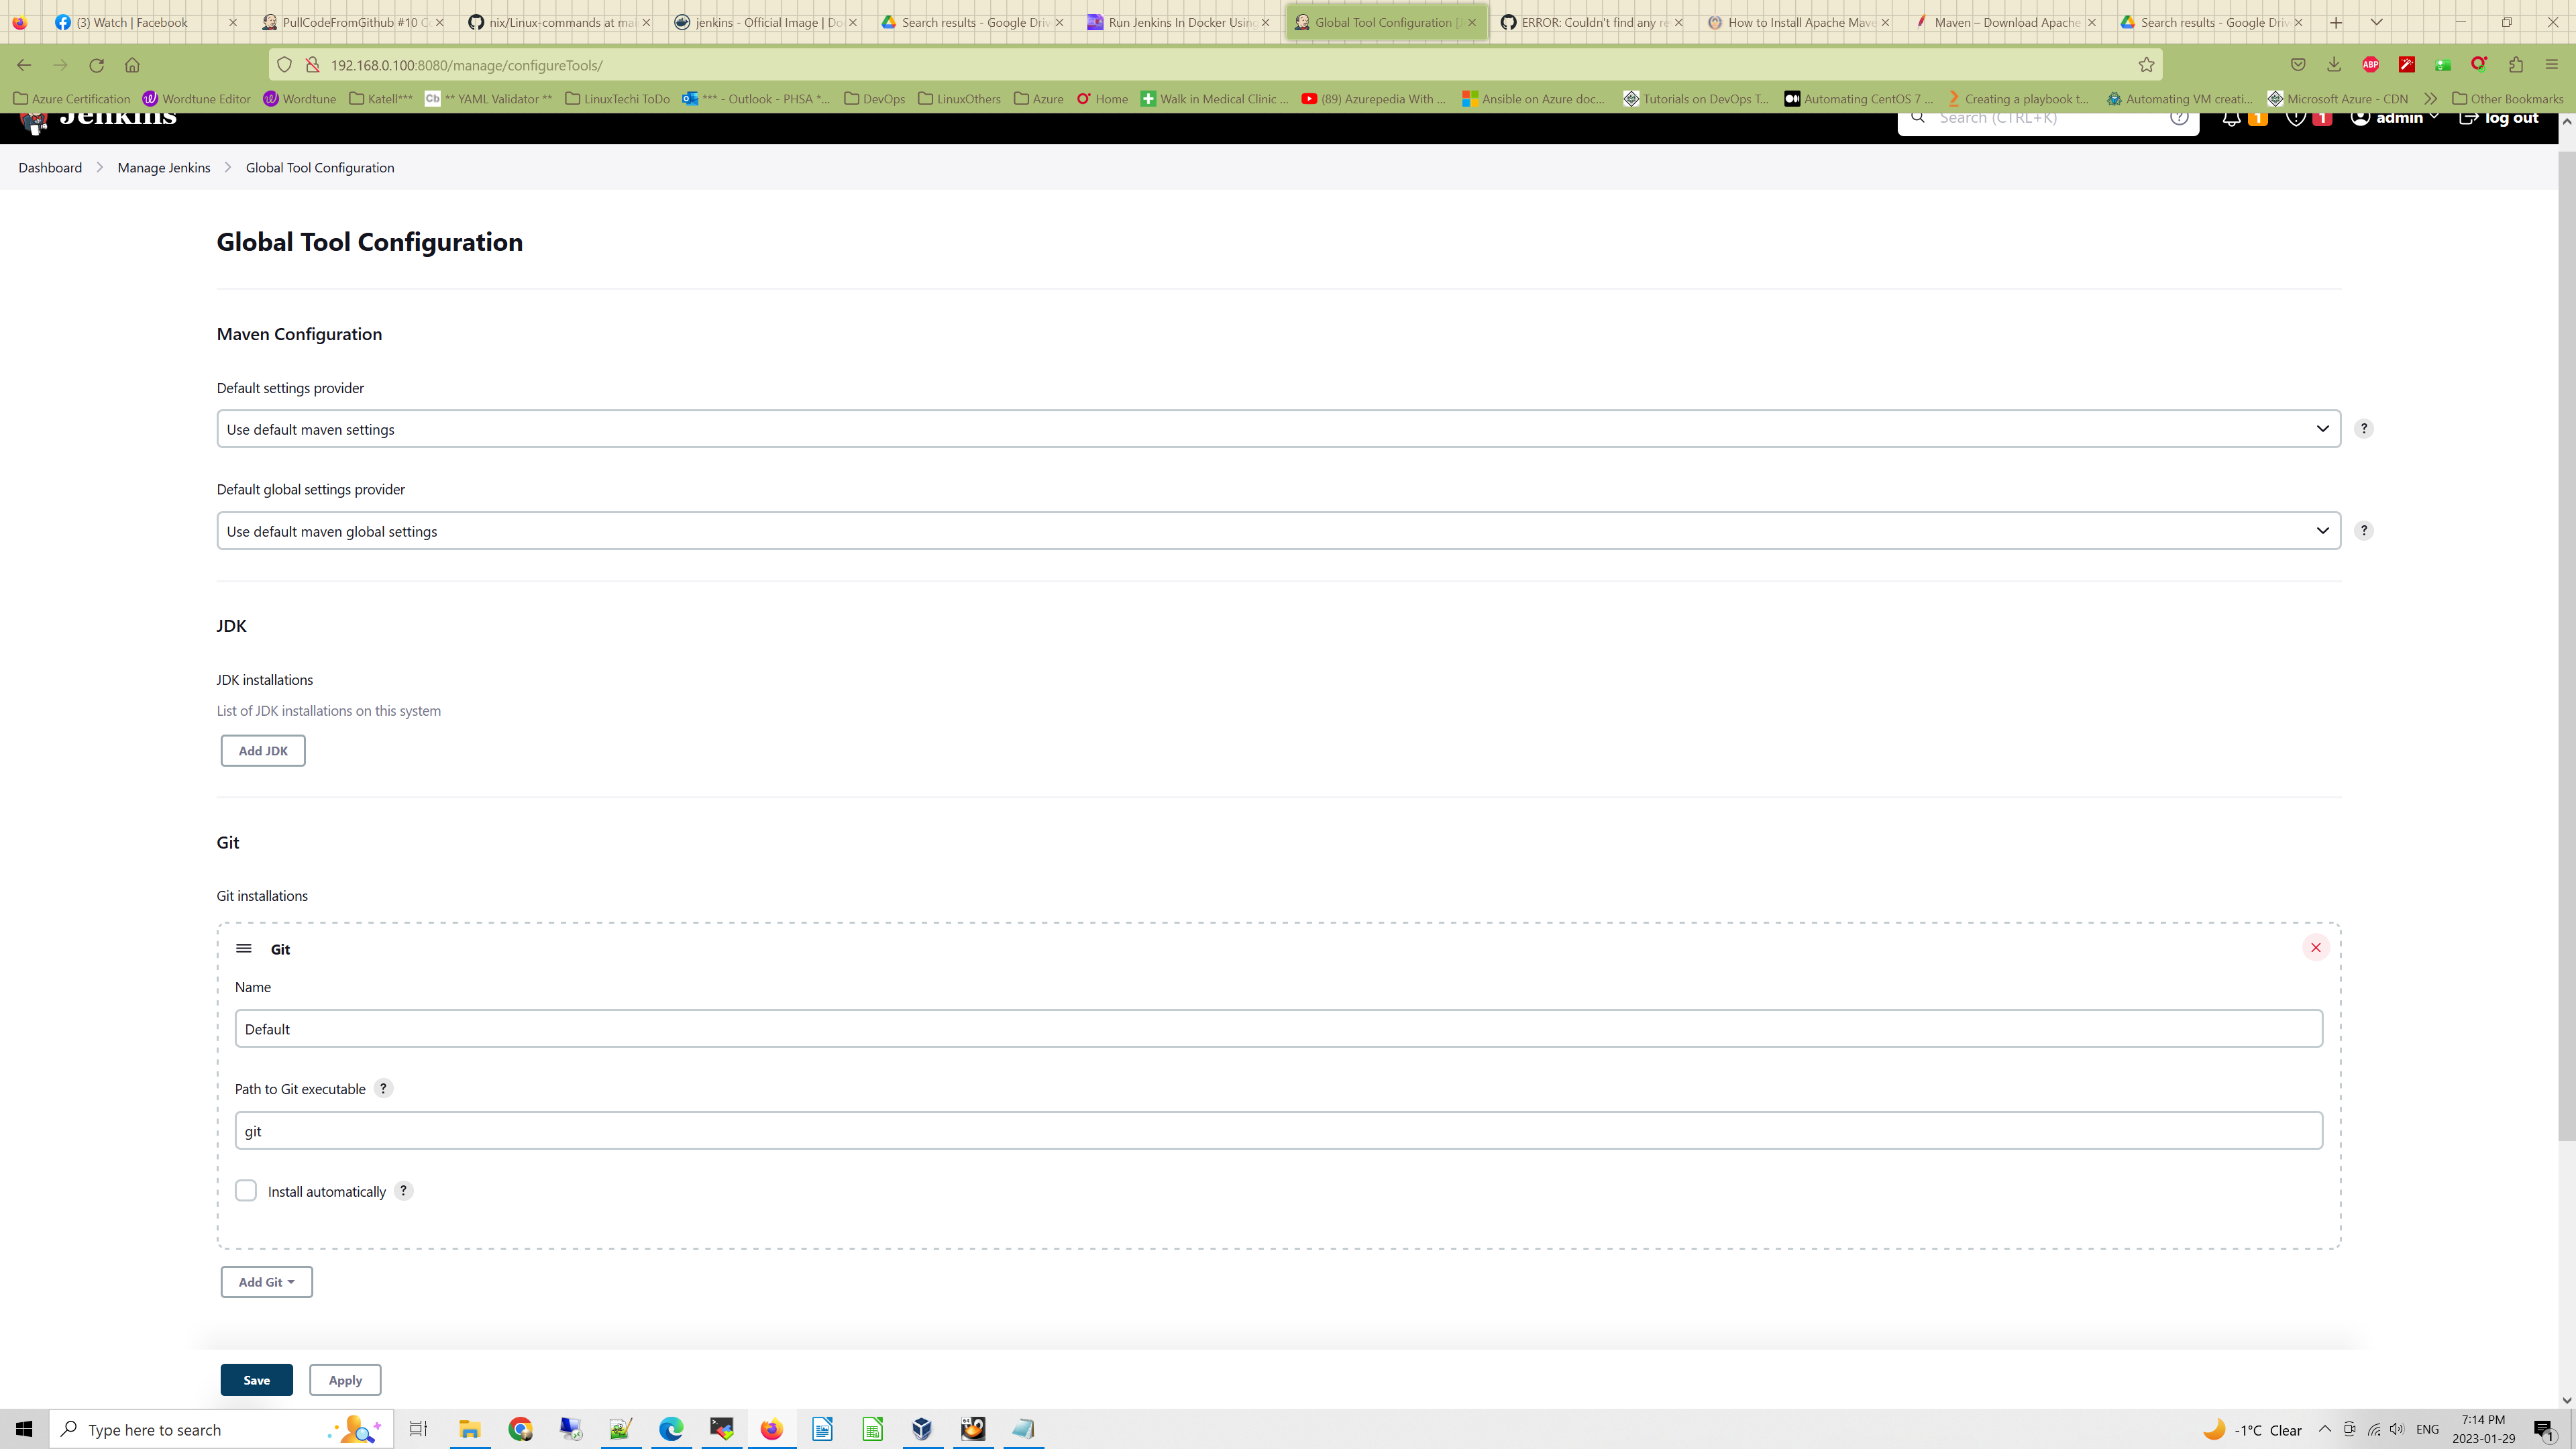 (3) Watch | Facebook
PullCodeFromGithub #10 C
nix/Linux-commands at ma
jenkins - Official Image | Do
Search results - Google Driv
Run Jenkins In Docker Using
Global Tool Configuration [J
ERROR: Couldn't find any re
How to Install Apache Mave
Maven – Download Apache
Search results - Google Driv
192.168.0.100:8080/manage/configureTools/
ABP
Azure Certification
Wordtune Editor
Wordtune
Katell***
Cb
** YAML Validator **
LinuxTechi ToDo
*** - Outlook - PHSA *...
DevOps
LinuxOthers
Azure
Home
Walk in Medical Clinic ...
(89) Azurepedia With ...
Ansible on Azure doc...
Tutorials on DevOps T...
Automating CentOS 7 ...
Creating a playbook t...
Automating VM creati...
Microsoft Azure - CDN
Other Bookmarks
Jenkins
Search (CTRL+K)
?
1
1
admin
log out
Dashboard
Manage Jenkins
Global Tool Configuration
Global Tool Configuration
Maven Configuration
Default settings provider
Use default maven settings
?
Default global settings provider
Use default maven global settings
?
JDK
JDK installations
List of JDK installations on this system
Add JDK
Git
Git installations
Git
Name
Default
Path to Git executable ?
git
Install automatically ?
Add Git
Save
Apply
Type here to search
-1°C Clear
ENG
7:14 PM
2023-01-29
1